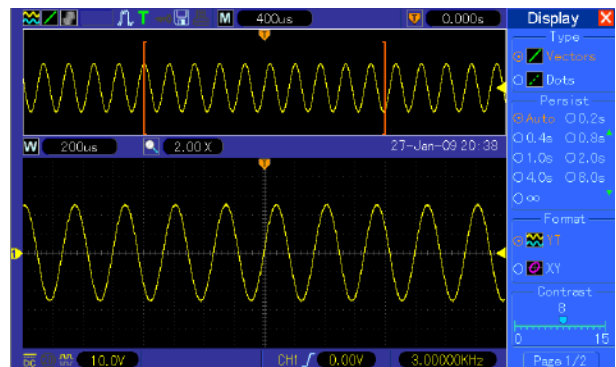 T M 400us T 0.000s
T
W 200us 2.00 X 27-Jan-09 20:38
T
1
DC 10.0V CH1 0.00V 3.00000KHz
Display X
Type
Vectors
Dots
Persist
Auto 0.2s
0.4s 0.8s
1.0s 2.0s
4.0s 8.0s
∞
Format
YT
XY
Contrast
8
0 15
Page 1/2